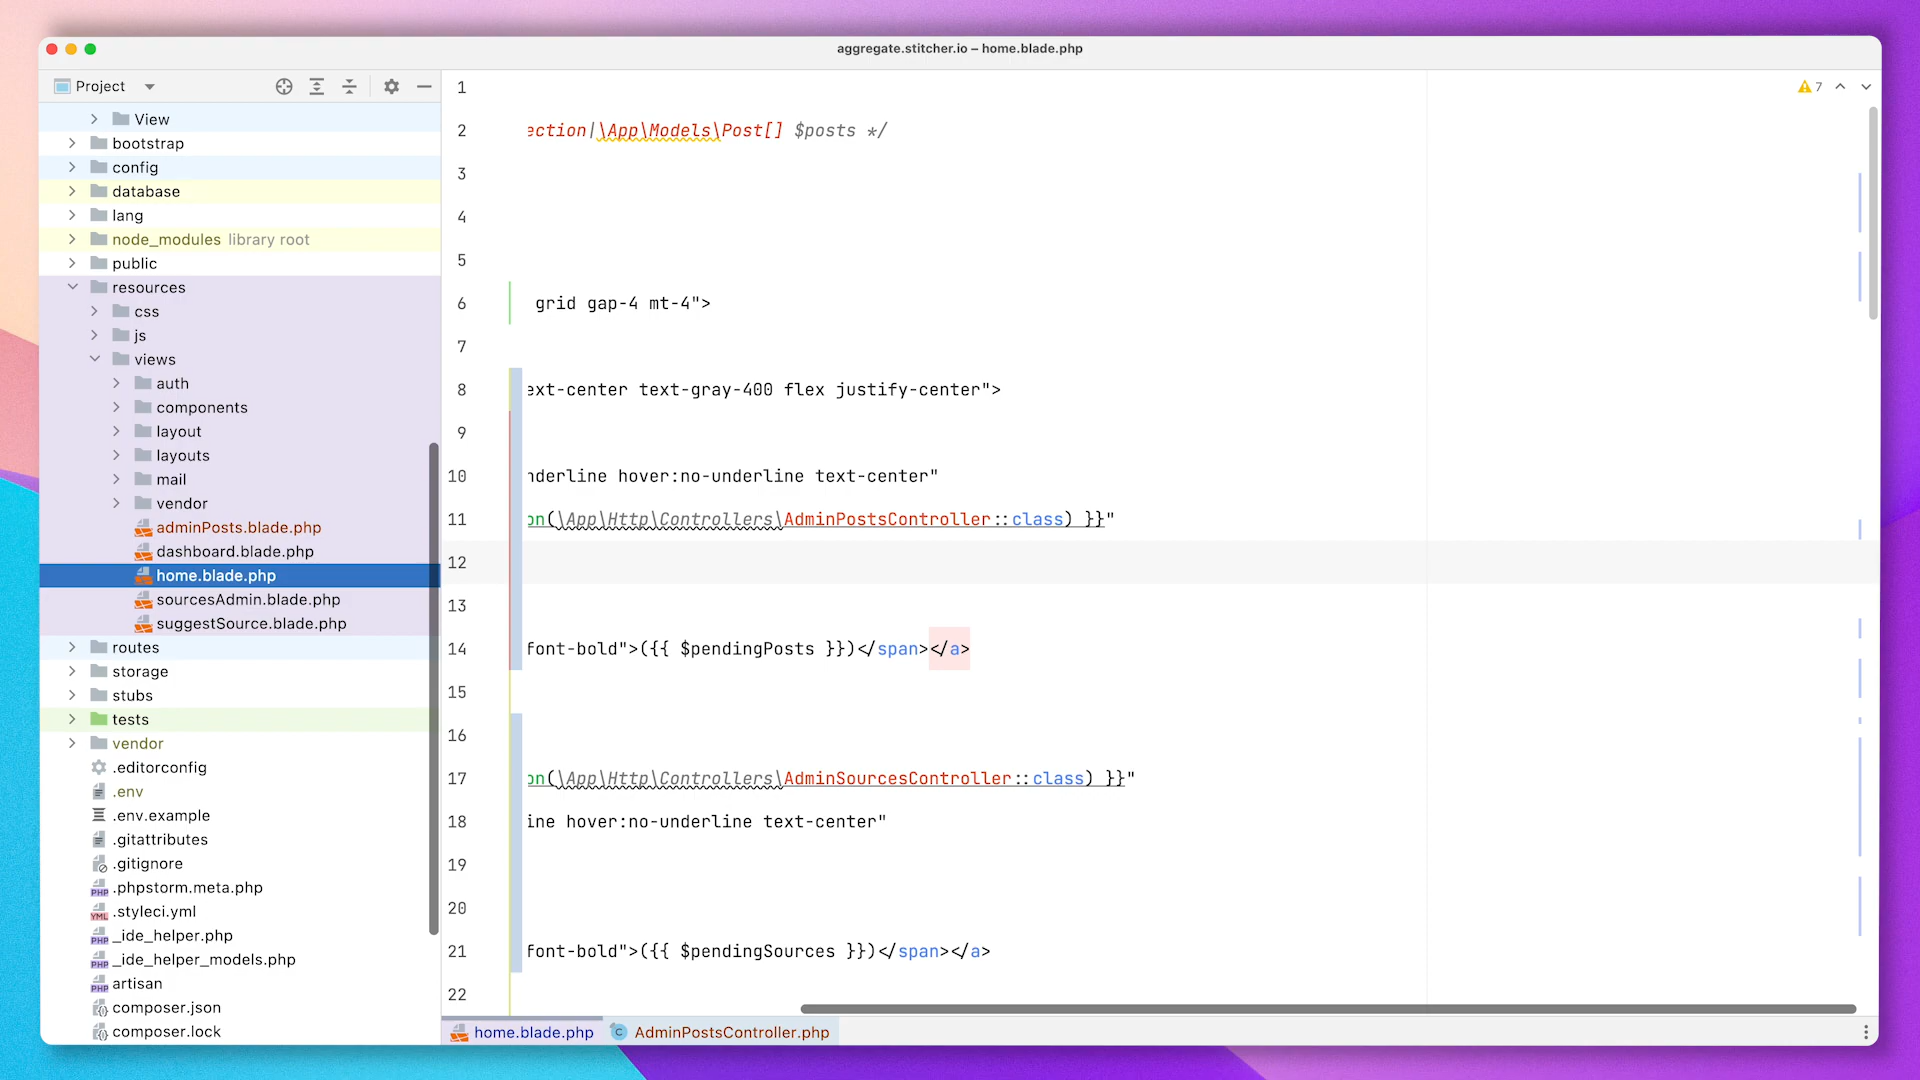 aggregate.stitcher.io – home.blade.php
Project
View
bootstrap
config
database
lang
node_modules library root
public
resources
css
js
views
auth
components
layout
layouts
mail
vendor
adminPosts.blade.php
dashboard.blade.php
home.blade.php
sourcesAdmin.blade.php
suggestSource.blade.php
routes
storage
stubs
tests
vendor
.editorconfig
.env
.env.example
.gitattributes
.gitignore
.phpstorm.meta.php
.styleci.yml
_ide_helper.php
_ide_helper_models.php
artisan
composer.json
composer.lock
7
1
2 ection|\App\Models\Post[] $posts */
3
4
5
6 grid gap-4 mt-4">
7
8 ext-center text-gray-400 flex justify-center">
9
10 nderline hover:no-underline text-center"
11 on(\App\Http\Controllers\AdminPostsController::class) }}"
12
13
14 font-bold">({{ $pendingPosts }})</span></a>
15
16
17 on(\App\Http\Controllers\AdminSourcesController::class) }}"
18 ine hover:no-underline text-center"
19
20
21 font-bold">({{ $pendingSources }})</span></a>
22
home.blade.php
AdminPostsController.php